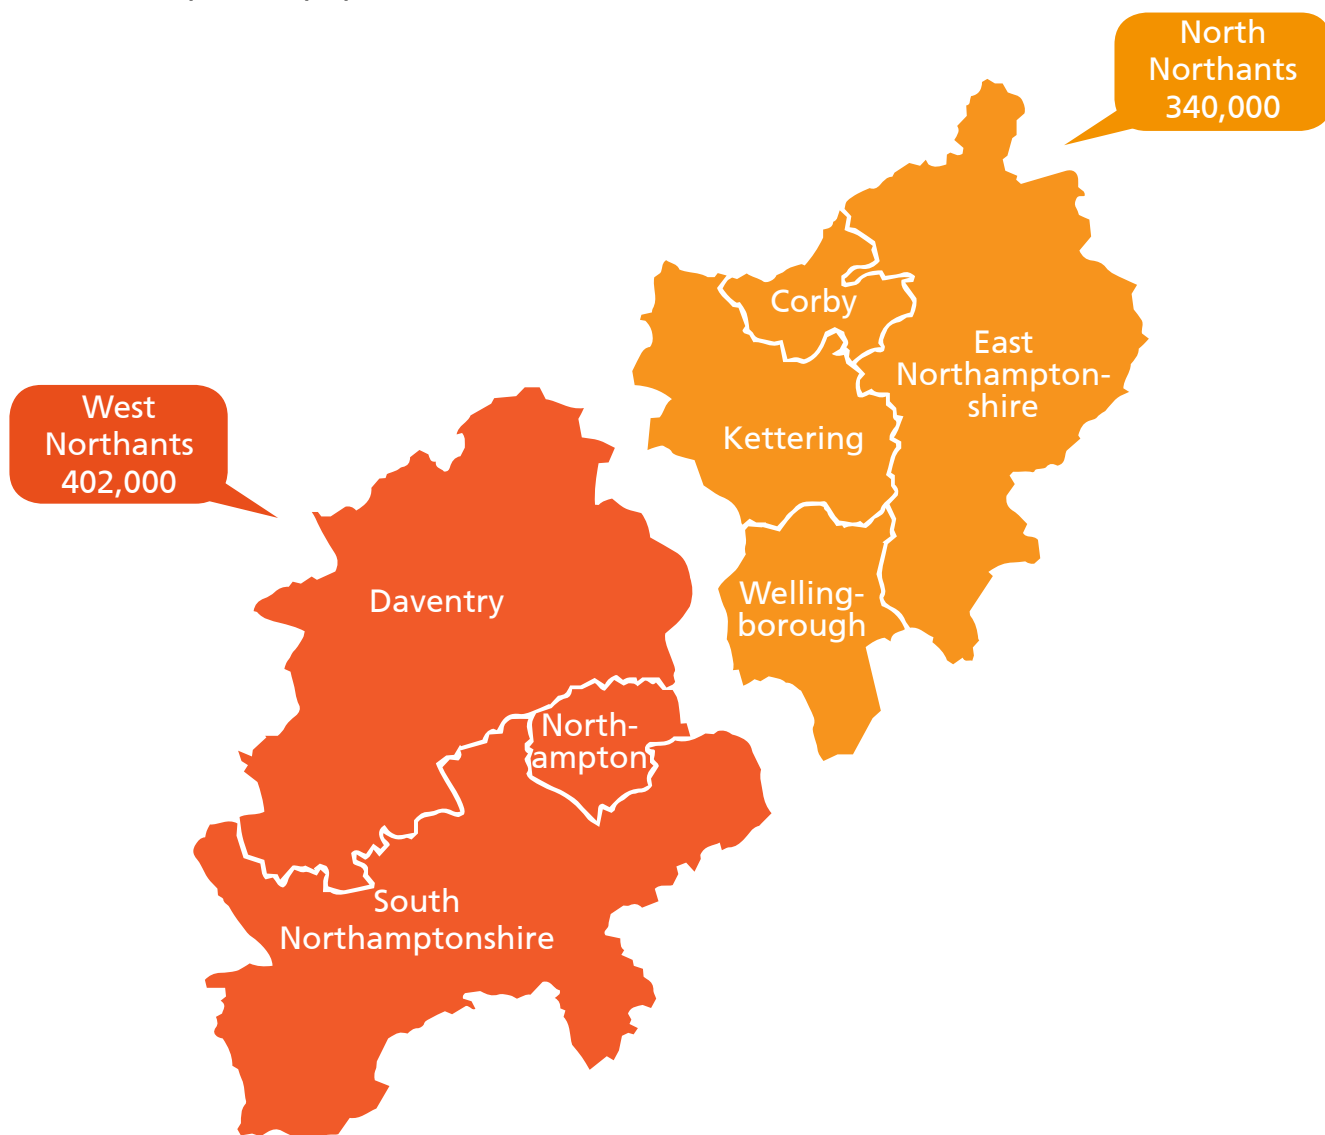 North
Northants
340,000
Corby
East
Northampton-
shire
West
Northants
402,000
Kettering
Welling-
borough
Daventry
North-
ampton
South
Northamptonshire